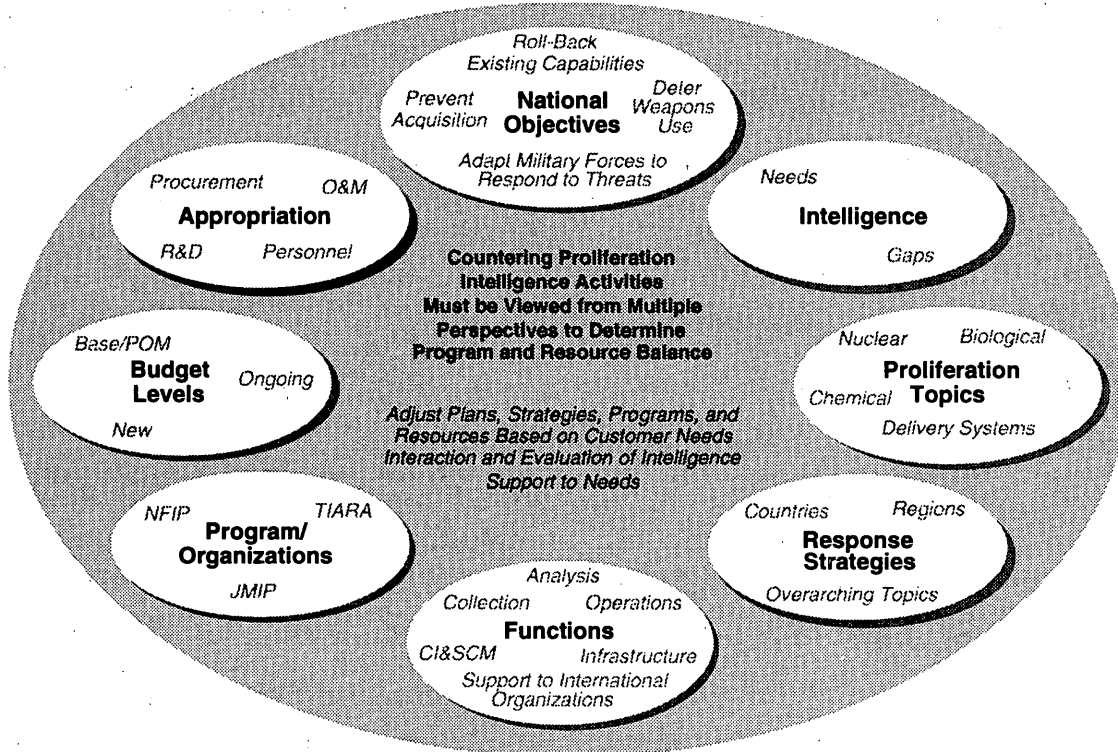 Roll-Back
Existing Capabilities
Prevent
Acquisition
National
Objectives
Deter
Weapons
Use
Adapt Military Forces to
Respond to Threats
Procurement
O&M
Appropriation
R&D
Personnel
Needs
Intelligence
Gaps
Countering Proliferation
Intelligence Activities
Must be Viewed from Multiple
Perspectives to Determine
Program and Resource Balance
Base/POM
Budget
Levels
Ongoing
New
Nuclear
Biological
Proliferation
Topics
Chemical
Delivery Systems
Adjust Plans, Strategies, Programs, and
Resources Based on Customer Needs
Interaction and Evaluation of Intelligence
Support to Needs
NFIP
TIARA
Program/
Organizations
JMIP
Countries
Regions
Response
Strategies
Overarching Topics
Analysis
Collection
Operations
Functions
CI&SCM
Infrastructure
Support to International
Organizations